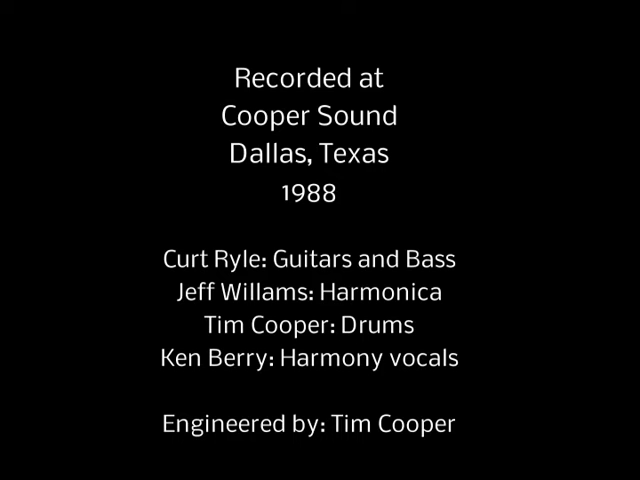 Recorded at
Cooper Sound
Dallas, Texas
1988
Curt Ryle: Guitars and Bass
Jeff Willams: Harmonica
Tim Cooper: Drums
Ken Berry: Harmony vocals
Engineered by: Tim Cooper